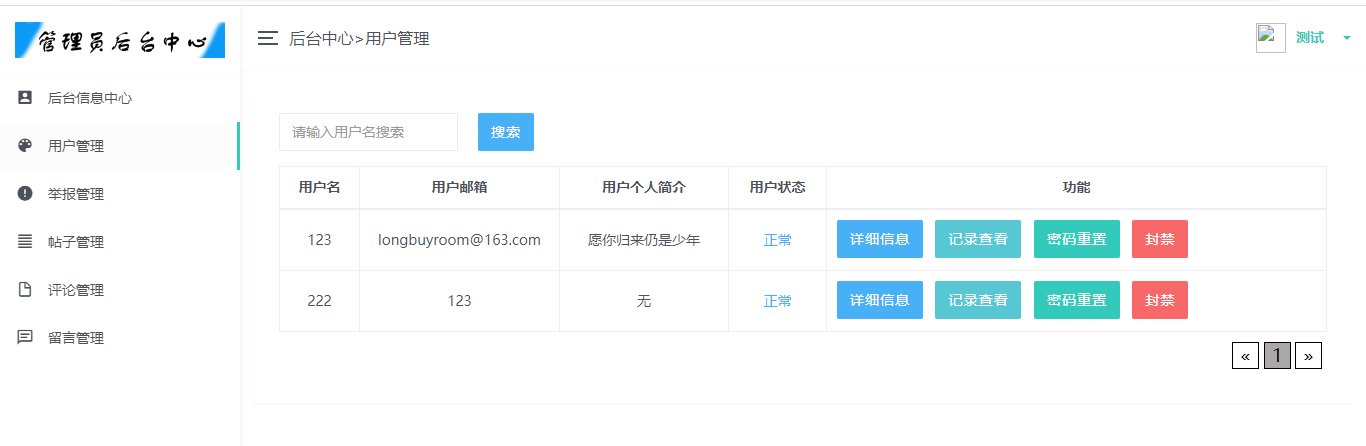 管理员后台中心
后台中心>用户管理
测试
后台信息中心
用户管理
举报管理
帖子管理
评论管理
留言管理
请输入用户名搜索 搜索
用户名 用户邮箱 用户个人简介 用户状态 功能
123 longbuyroom@163.com 愿你归来仍是少年 正常 详细信息 记录查看 密码重置 封禁
222 123 无 正常 详细信息 记录查看 密码重置 封禁
« 1 »